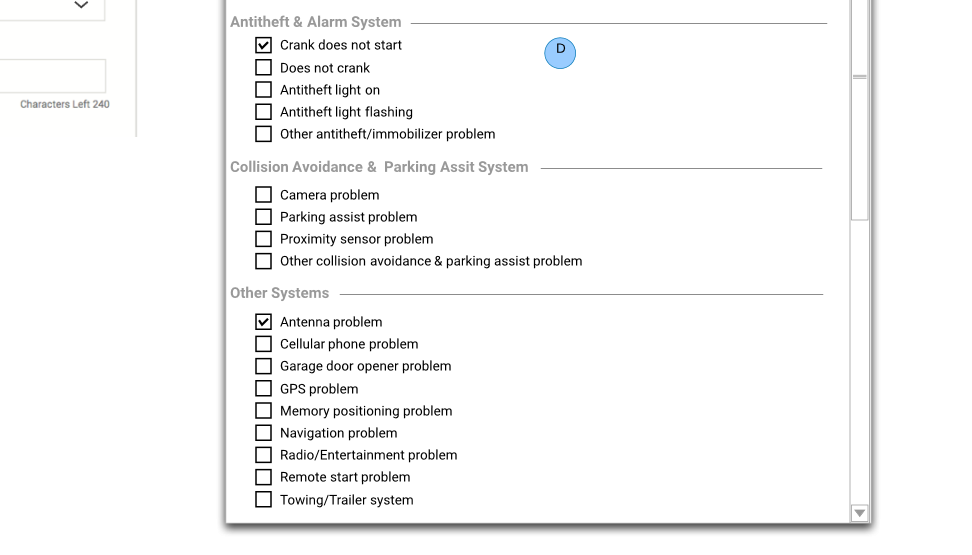 Characters Left 240
Antitheft & Alarm System
Crank does not start
D
Does not crank
Antitheft light on
Antitheft light flashing
Other antitheft/immobilizer problem
Collision Avoidance & Parking Assit System
Camera problem
Parking assist problem
Proximity sensor problem
Other collision avoidance & parking assist problem
Other Systems
Antenna problem
Cellular phone problem
Garage door opener problem
GPS problem
Memory positioning problem
Navigation problem
Radio/Entertainment problem
Remote start problem
Towing/Trailer system